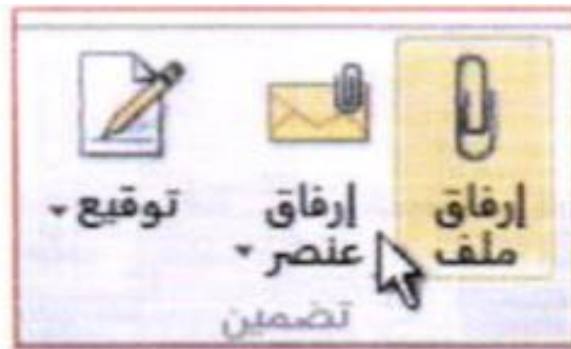 إرفاق
ملف
إرفاق
عنصر
توقيع
تضمين